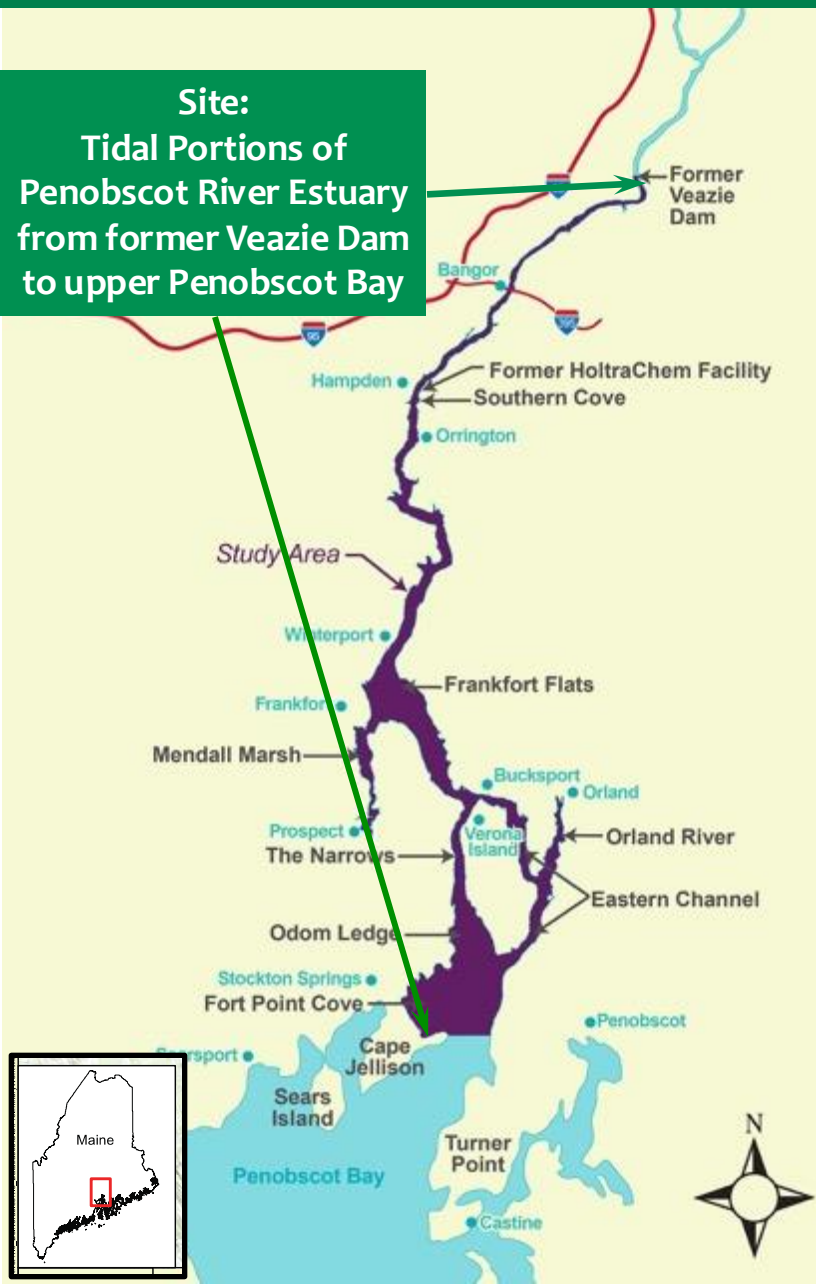 Site:
Tidal Portions of
Penobscot River Estuary
from former Veazie Dam
to upper Penobscot Bay
Former
Veazie
Dam
Bangor
95
395
Hampden
Former HoltraChem Facility
Southern Cove
Orrington
Study Area
Winterport
Frankfort Flats
Frankfort
Mendall Marsh
Bucksport
Orland
Prospect
Verona
Island
Orland River
The Narrows
Eastern Channel
Odom Ledge
Stockton Springs
Fort Point Cove
Penobscot
Cape
Jellison
Searsport
Sears
Island
Maine
Turner
Point
N
Penobscot Bay
Castine